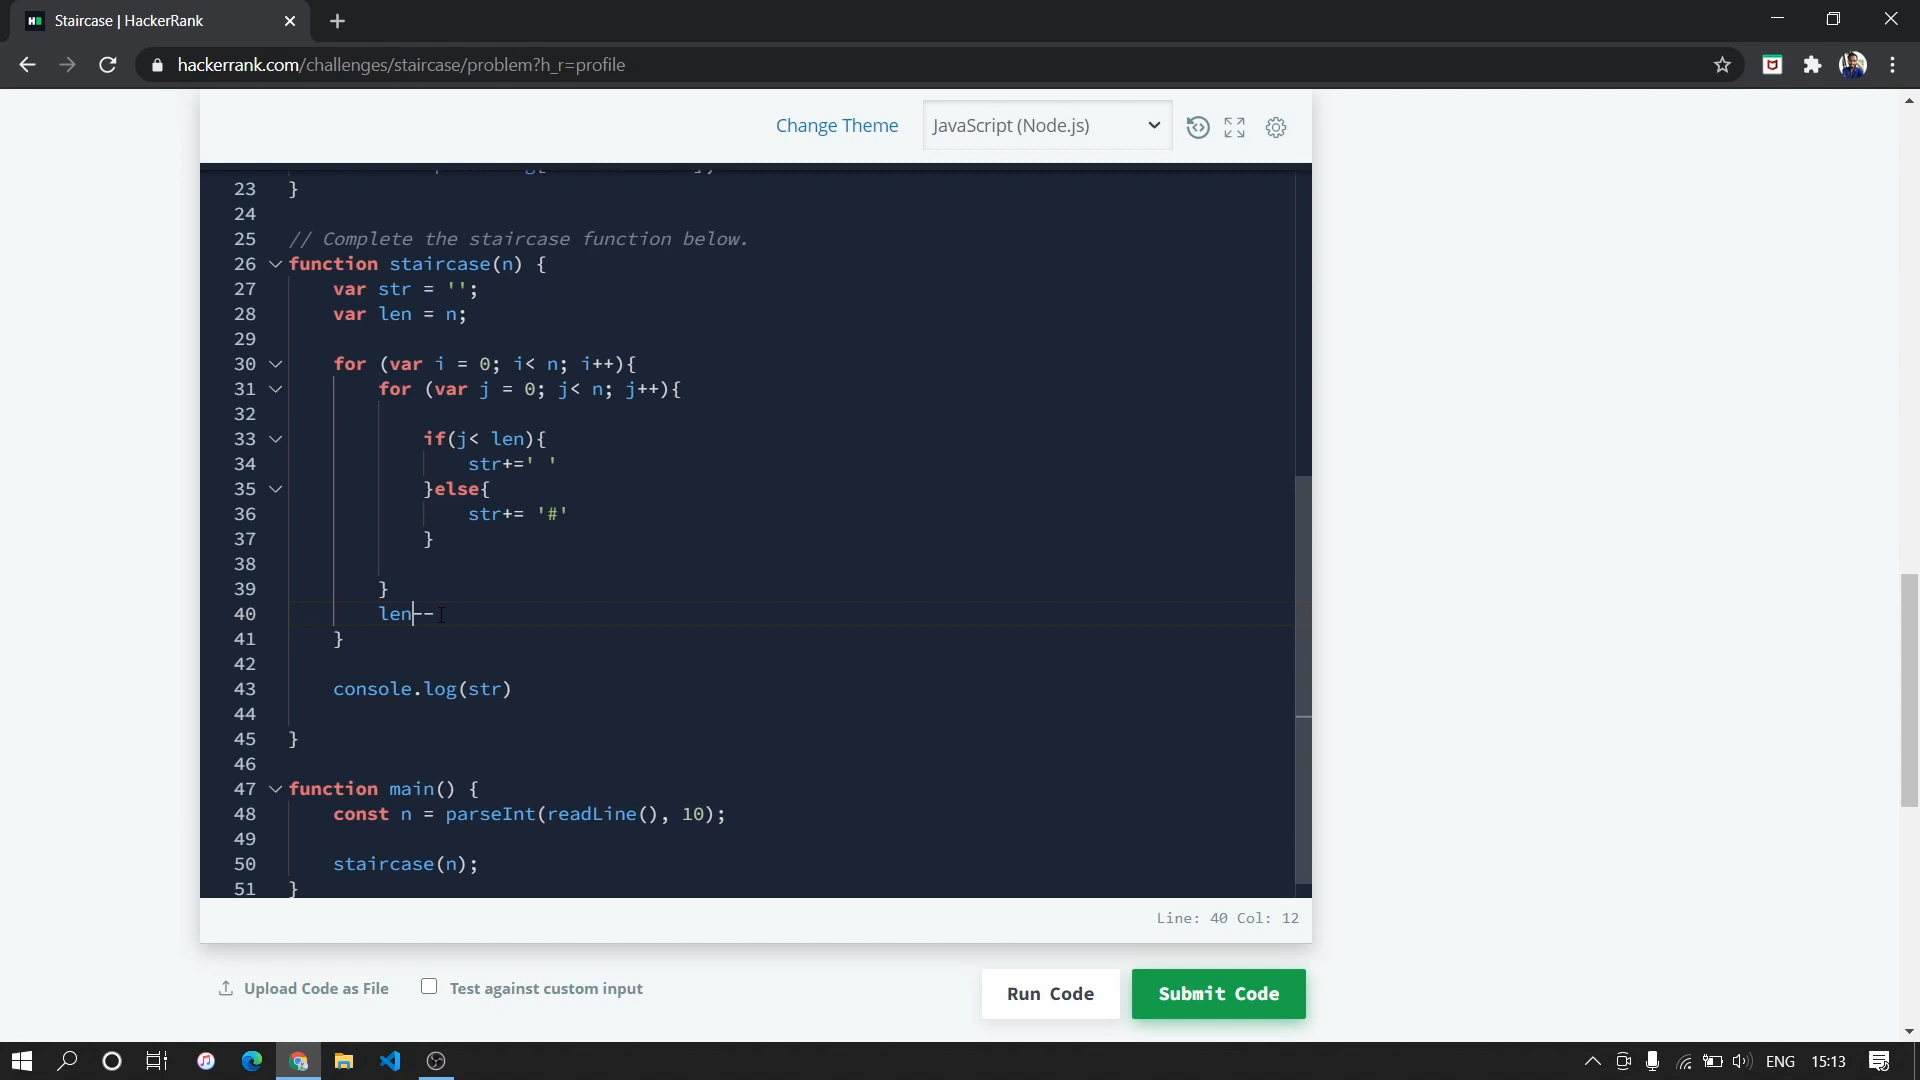 Staircase | HackerRank
hackerrank.com/challenges/staircase/problem?h_r=profile
Change Theme
JavaScript (Node.js)
23 }
24
25 // Complete the staircase function below.
26 function staircase(n) {
27 var str = '';
28 var len = n;
29
30 for (var i = 0; i< n; i++){
31 for (var j = 0; j< n; j++){
32
33 if(j< len){
34 str+=' '
35 }else{
36 str+= '#'
37 }
38
39 }
40 len--
41 }
42
43 console.log(str)
44
45 }
46
47 function main() {
48 const n = parseInt(readLine(), 10);
49
50 staircase(n);
51 }
Line: 40 Col: 12
Upload Code as File
Test against custom input
Run Code
Submit Code
ENG
15:13